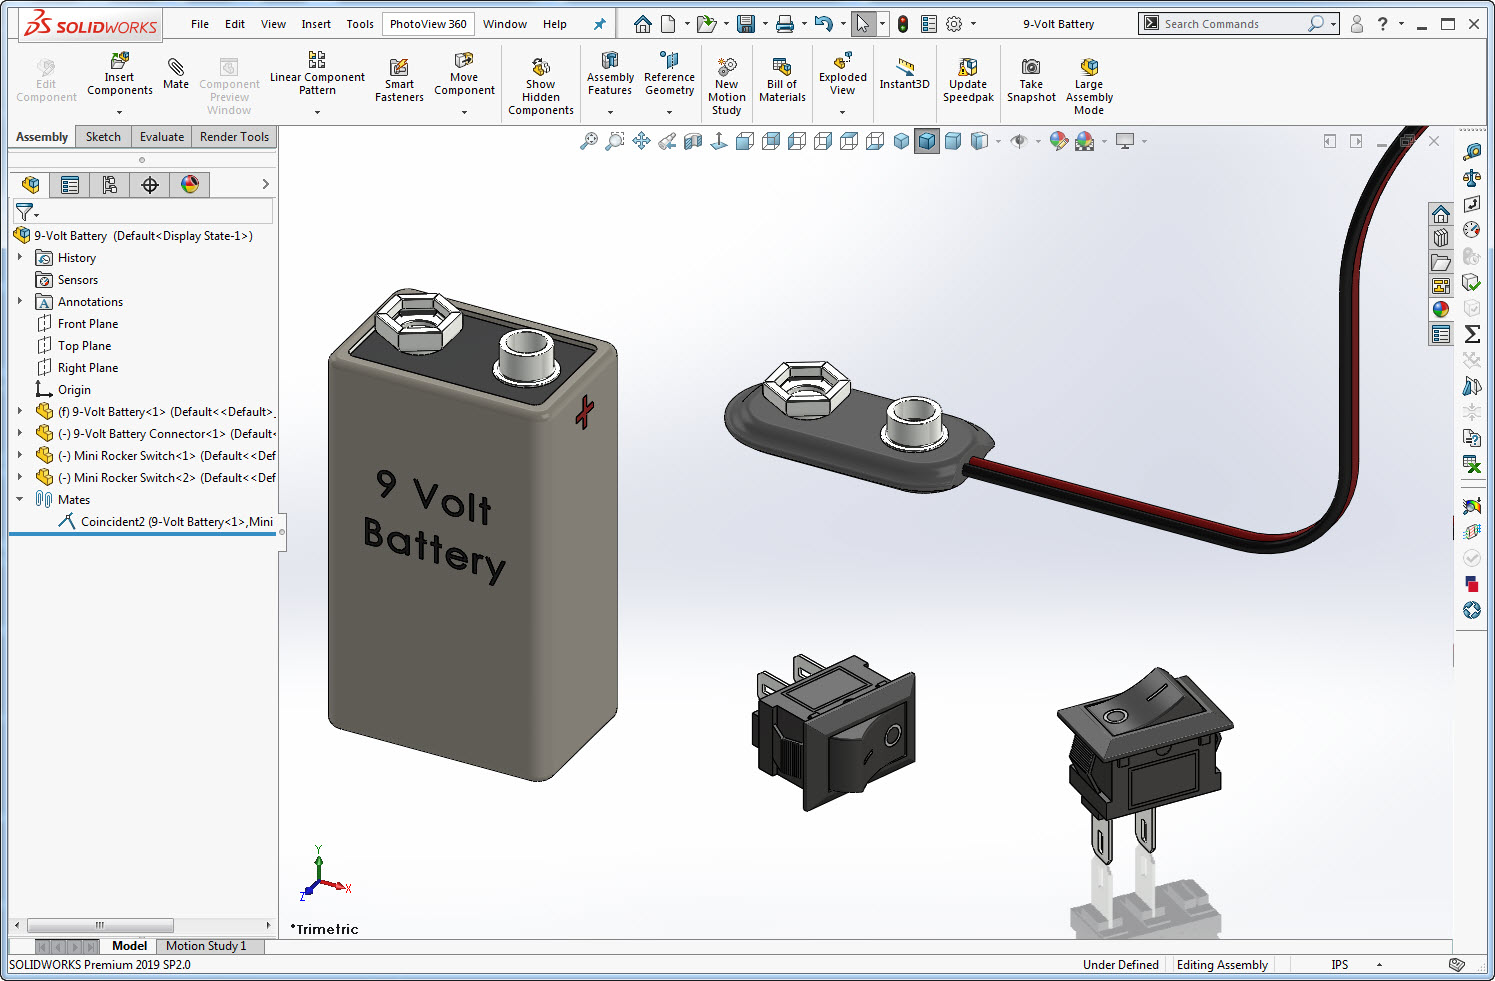 SOLIDWORKS File Edit View Insert Tools PhotoView 360 Window Help 9-Volt Battery Search Commands ?
Edit Component
Insert Components
Mate
Component Preview Window
Linear Component Pattern
Smart Fasteners
Move Component
Show Hidden Components
Assembly Features
Reference Geometry
New Motion Study
Bill of Materials
Exploded View
Instant3D
Update Speedpak
Take Snapshot
Large Assembly Mode
Assembly Sketch Evaluate Render Tools
9-Volt Battery (Default<Display State-1>)
History
Sensors
Annotations
Front Plane
Top Plane
Right Plane
Origin
(f) 9-Volt Battery<1> (Default<<Default>_
(-) 9-Volt Battery Connector<1> (Default<
(-) Mini Rocker Switch<1> (Default<<Def
(-) Mini Rocker Switch<2> (Default<<Def
Mates
Coincident2 (9-Volt Battery<1>,Mini
+
9 Volt
Battery
Y
X
Z
*Trimetric
Model Motion Study 1
SOLIDWORKS Premium 2019 SP2.0 Under Defined Editing Assembly IPS